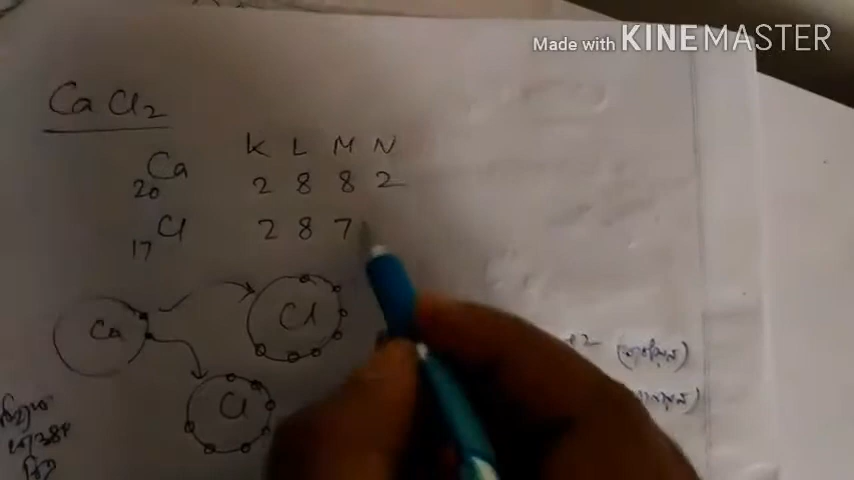 Made with KINEMASTER
CaCl₂
K L M N
₂₀Ca 2 8 8 2
₁₇Cl 2 8 7
Ca Cl
Cl